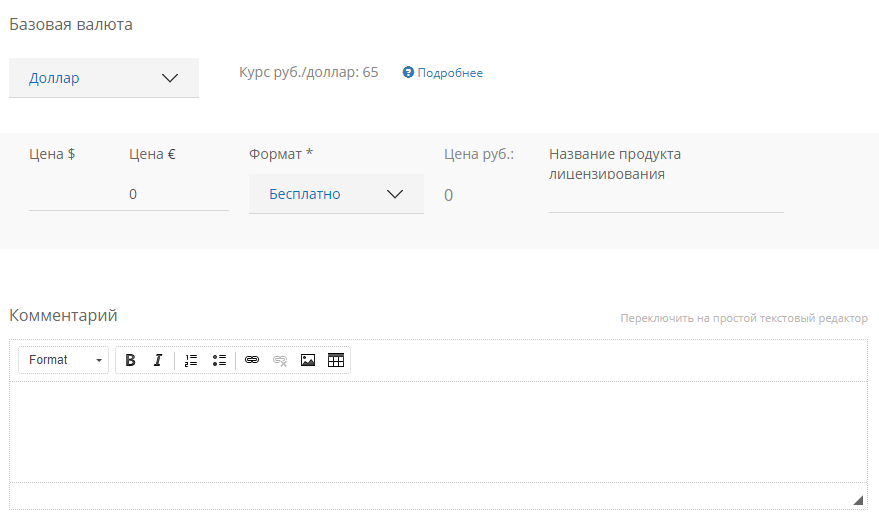 Базовая валюта
Доллар
Курс руб./доллар: 65
Подробнее
Цена $
Цена €
Формат *
Цена руб.:
Название продукта
лицензирования
0
Бесплатно
0
Комментарий
Переключить на простой текстовый редактор
Format
B I